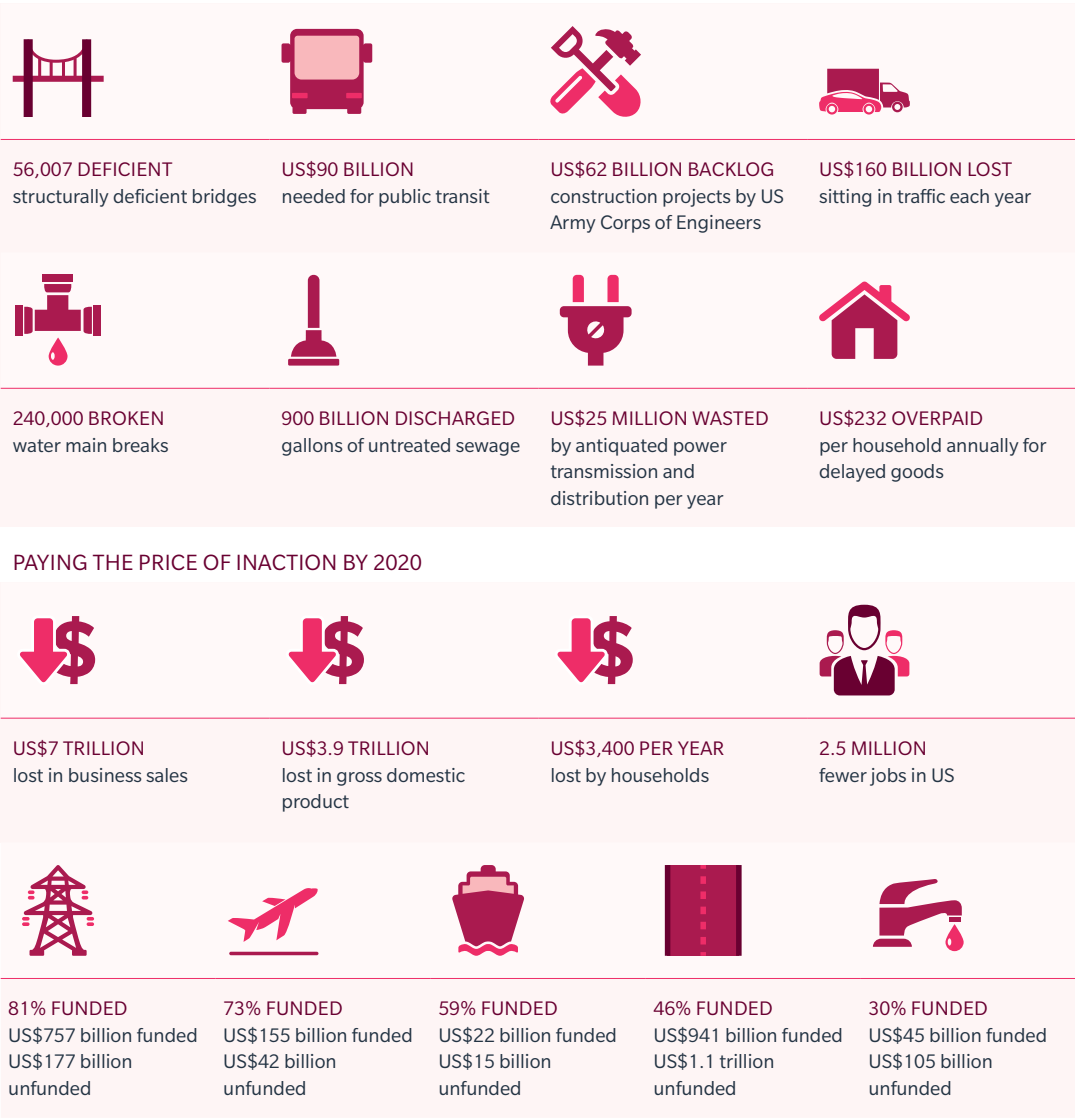 56,007 DEFICIENT
structurally deficient bridges
US$90 BILLION
needed for public transit
US$62 BILLION BACKLOG
construction projects by US
Army Corps of Engineers
US$160 BILLION LOST
sitting in traffic each year
240,000 BROKEN
water main breaks
900 BILLION DISCHARGED
gallons of untreated sewage
US$25 MILLION WASTED
by antiquated power
transmission and
distribution per year
US$232 OVERPAID
per household annually for
delayed goods
PAYING THE PRICE OF INACTION BY 2020
US$7 TRILLION
lost in business sales
US$3.9 TRILLION
lost in gross domestic
product
US$3,400 PER YEAR
lost by households
2.5 MILLION
fewer jobs in US
81% FUNDED
US$757 billion funded
US$177 billion
unfunded
73% FUNDED
US$155 billion funded
US$42 billion
unfunded
59% FUNDED
US$22 billion funded
US$15 billion
unfunded
46% FUNDED
US$941 billion funded
US$1.1 trillion
unfunded
30% FUNDED
US$45 billion funded
US$105 billion
unfunded